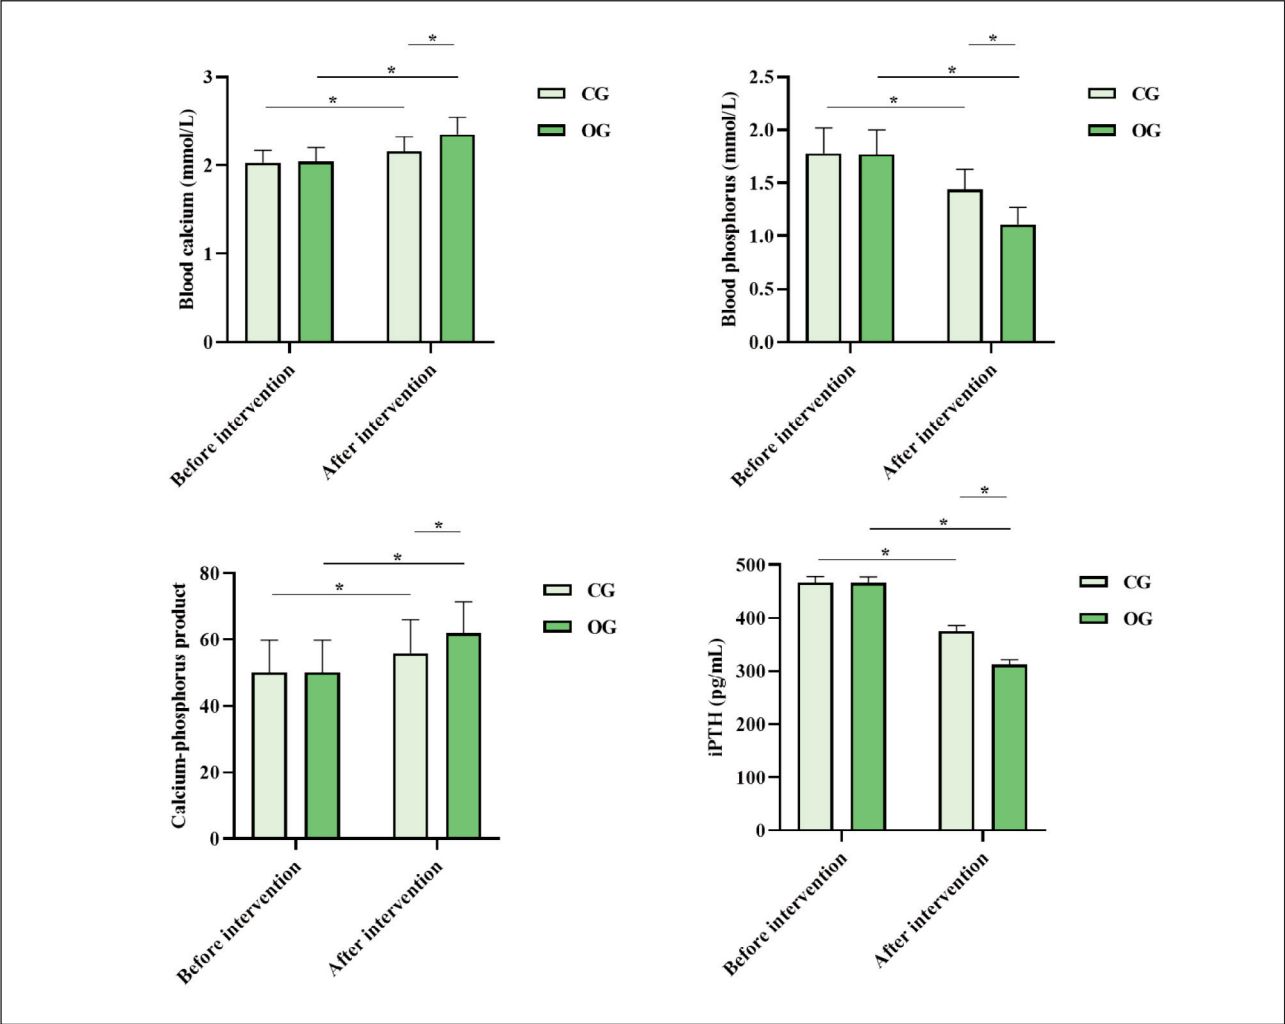 *
*
*
3
2
1
0
Blood calcium (mmol/L)
Before intervention
After intervention
CG
OG
*
*
*
2.5
2.0
1.5
1.0
0.5
0.0
Blood phosphorus (mmol/L)
Before intervention
After intervention
CG
OG
*
*
*
80
60
40
20
0
Calcium-phosphorus product
Before intervention
After intervention
CG
OG
*
*
*
500
400
300
200
100
0
iPTH (pg/mL)
Before intervention
After intervention
CG
OG